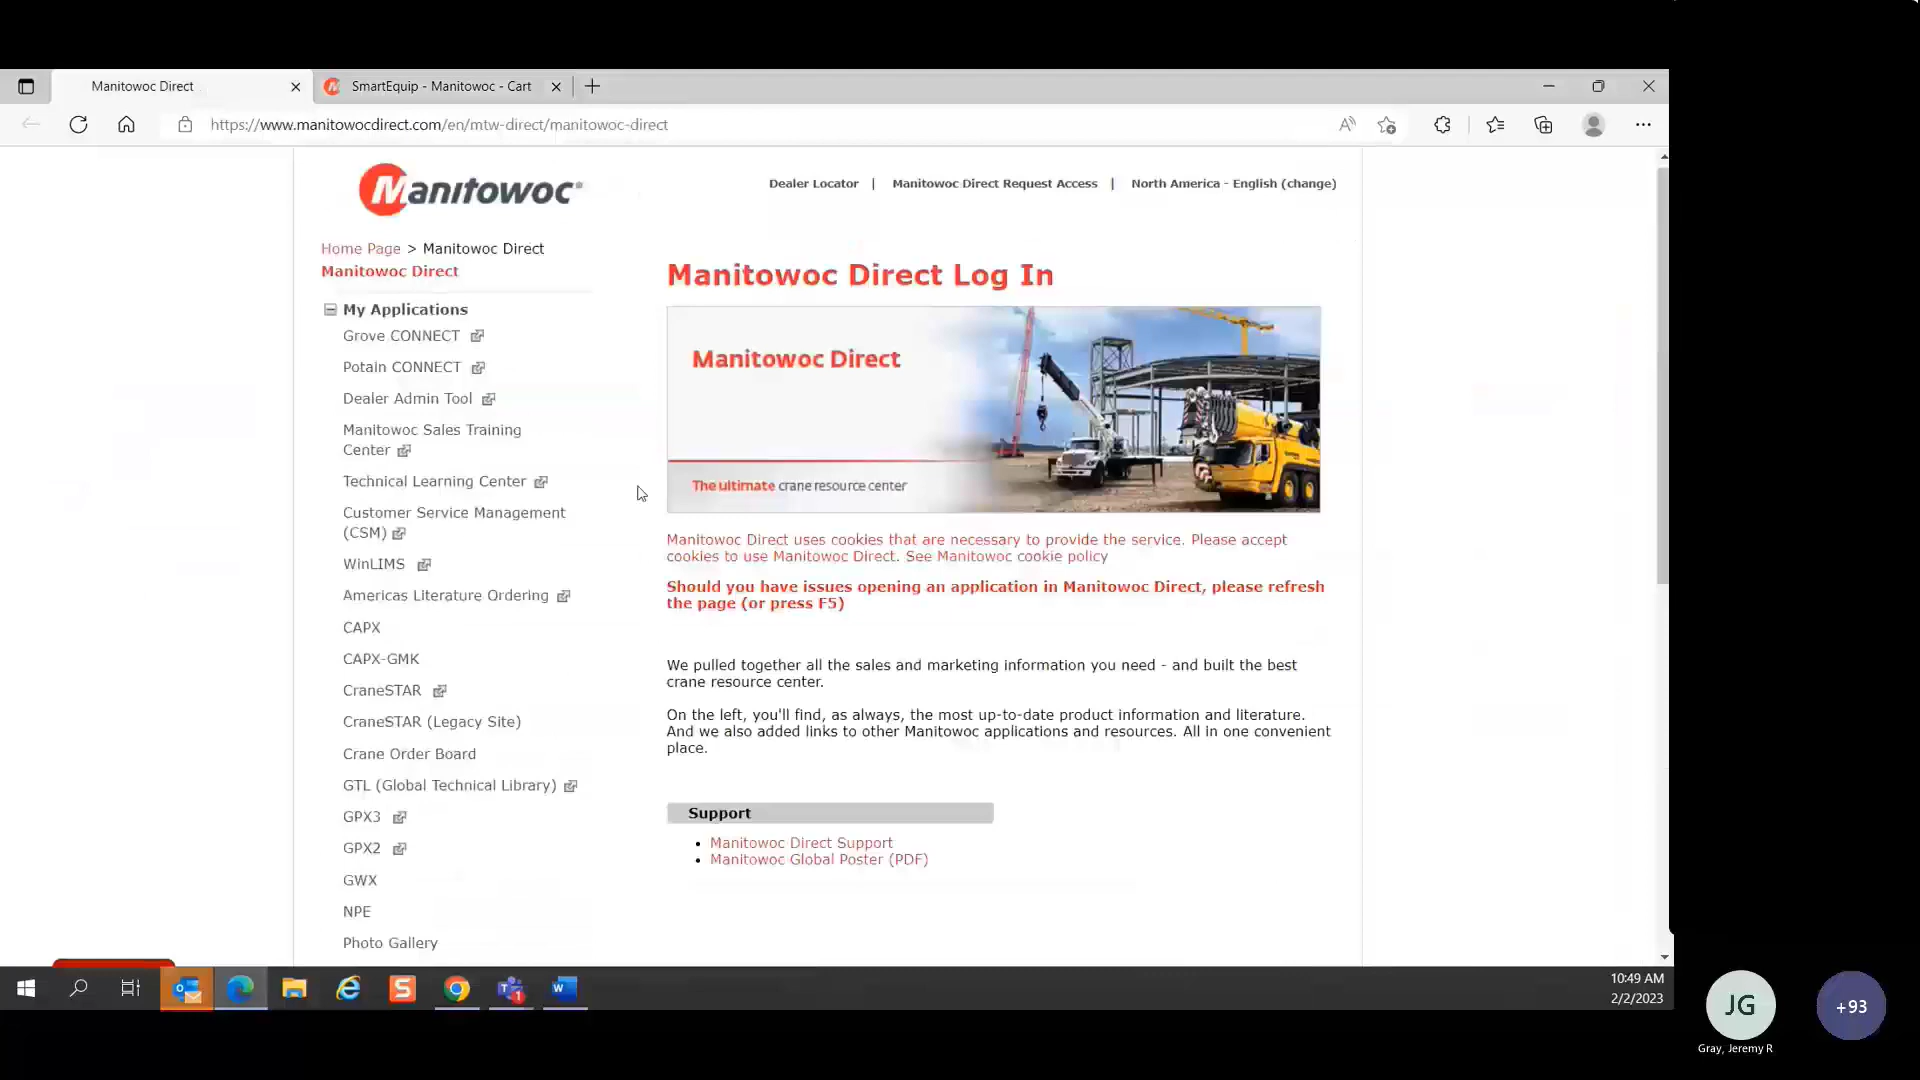 Manitowoc Direct
SmartEquip - Manitowoc - Cart
https://www.manitowocdirect.com/en/mtw-direct/manitowoc-direct
Manitowoc®
Dealer Locator | Manitowoc Direct Request Access | North America - English (change)
Home Page > Manitowoc Direct
Manitowoc Direct
My Applications
Grove CONNECT
Potain CONNECT
Dealer Admin Tool
Manitowoc Sales Training
Center
Technical Learning Center
Customer Service Management
(CSM)
WinLIMS
Americas Literature Ordering
CAPX
CAPX-GMK
CraneSTAR
CraneSTAR (Legacy Site)
Crane Order Board
GTL (Global Technical Library)
GPX3
GPX2
GWX
NPE
Photo Gallery
Manitowoc Direct Log In
Manitowoc Direct
The ultimate crane resource center
Manitowoc Direct uses cookies that are necessary to provide the service. Please accept
cookies to use Manitowoc Direct. See Manitowoc cookie policy
Should you have issues opening an application in Manitowoc Direct, please refresh
the page (or press F5)
We pulled together all the sales and marketing information you need - and built the best
crane resource center.
On the left, you'll find, as always, the most up-to-date product information and literature.
And we also added links to other Manitowoc applications and resources. All in one convenient
place.
Support
Manitowoc Direct Support
Manitowoc Global Poster (PDF)
10:49 AM
2/2/2023
JG
+93
Gray, Jeremy R